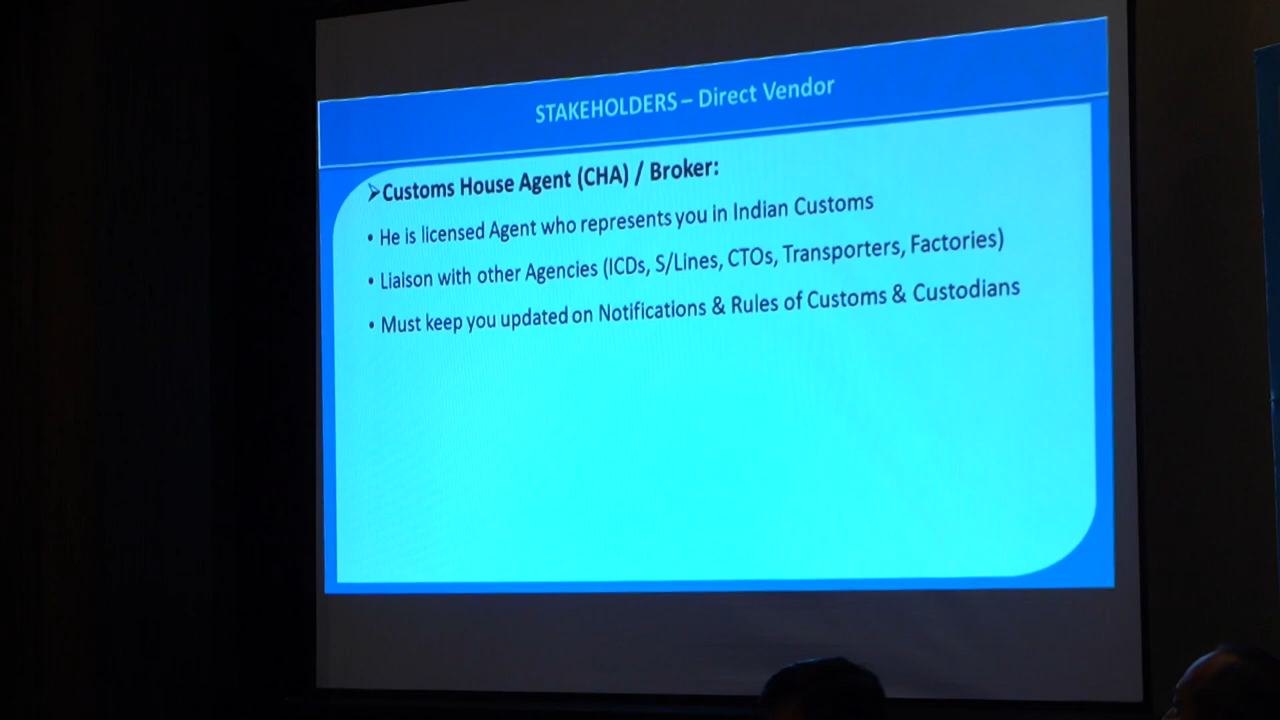 STAKEHOLDERS – Direct Vendor
➢Customs House Agent (CHA) / Broker:
• He is licensed Agent who represents you in Indian Customs
• Liaison with other Agencies (ICDs, S/Lines, CTOs, Transporters, Factories)
• Must keep you updated on Notifications & Rules of Customs & Custodians